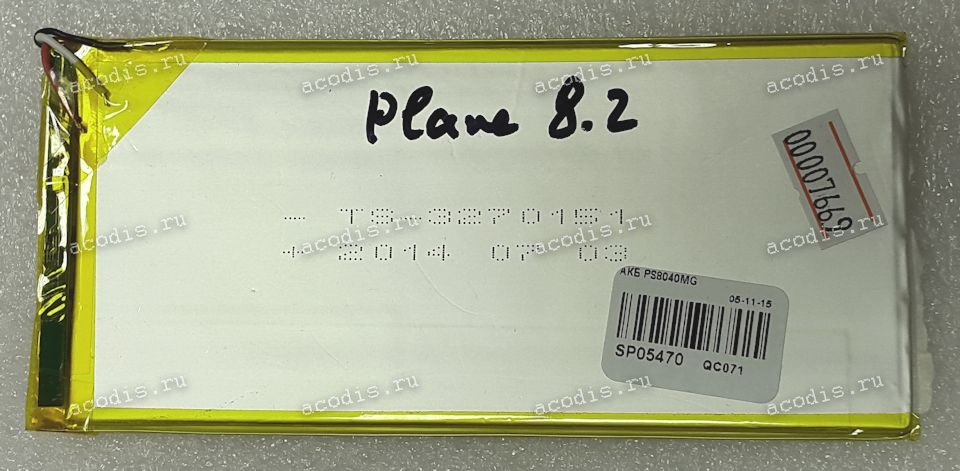 Plane 8.2
00007669
- TS-3270151
+ 2014 07 03
АКБ PS8040MG
05-11-15
SP05470 QC071
acodis.ru